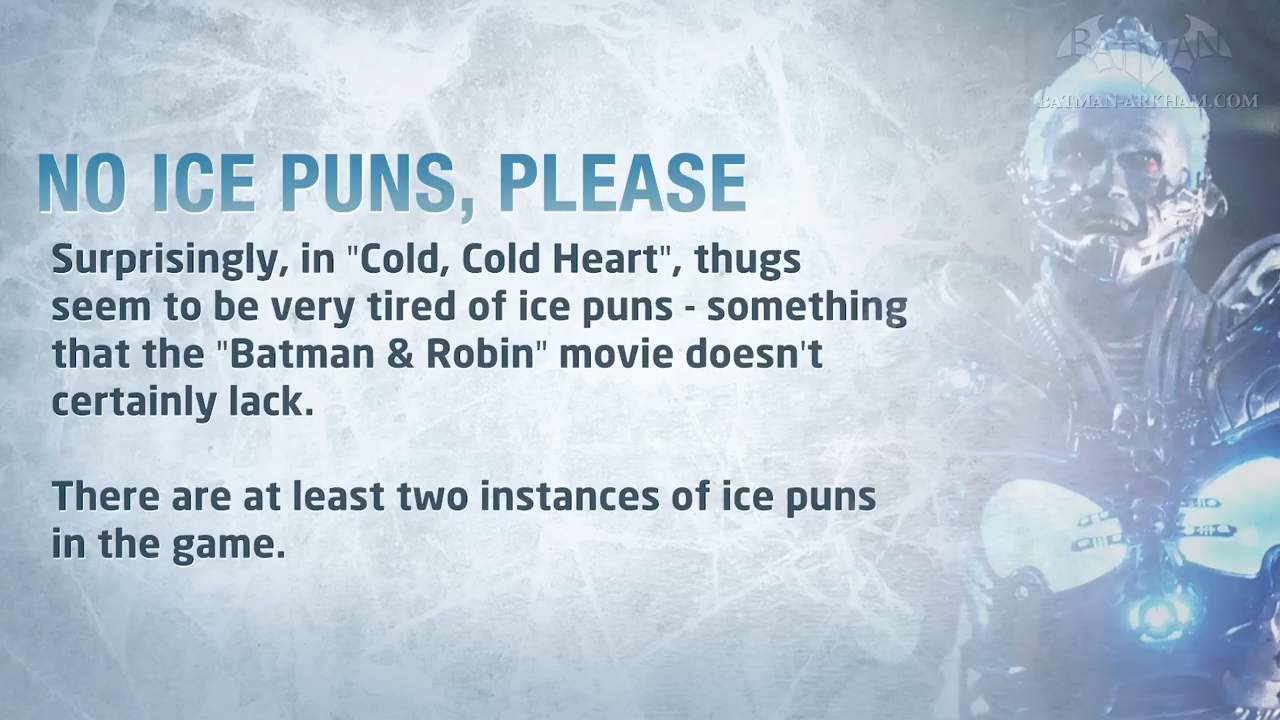 BATMAN
BATMAN-ARKHAM.COM
NO ICE PUNS, PLEASE
Surprisingly, in "Cold, Cold Heart", thugs
seem to be very tired of ice puns - something
that the "Batman & Robin" movie doesn't
certainly lack.
There are at least two instances of ice puns
in the game.